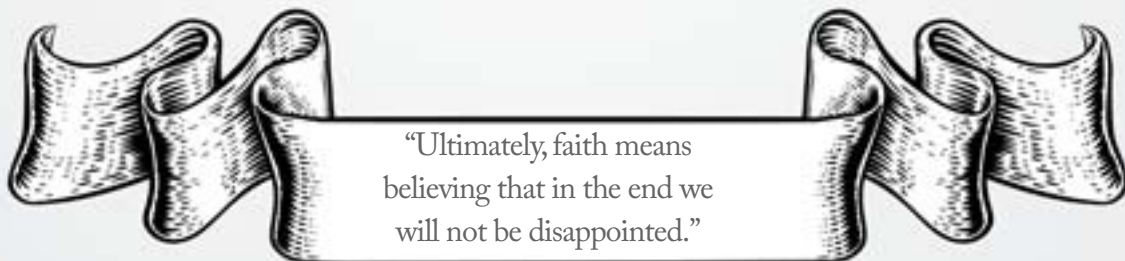 “Ultimately, faith means
believing that in the end we
will not be disappointed.”